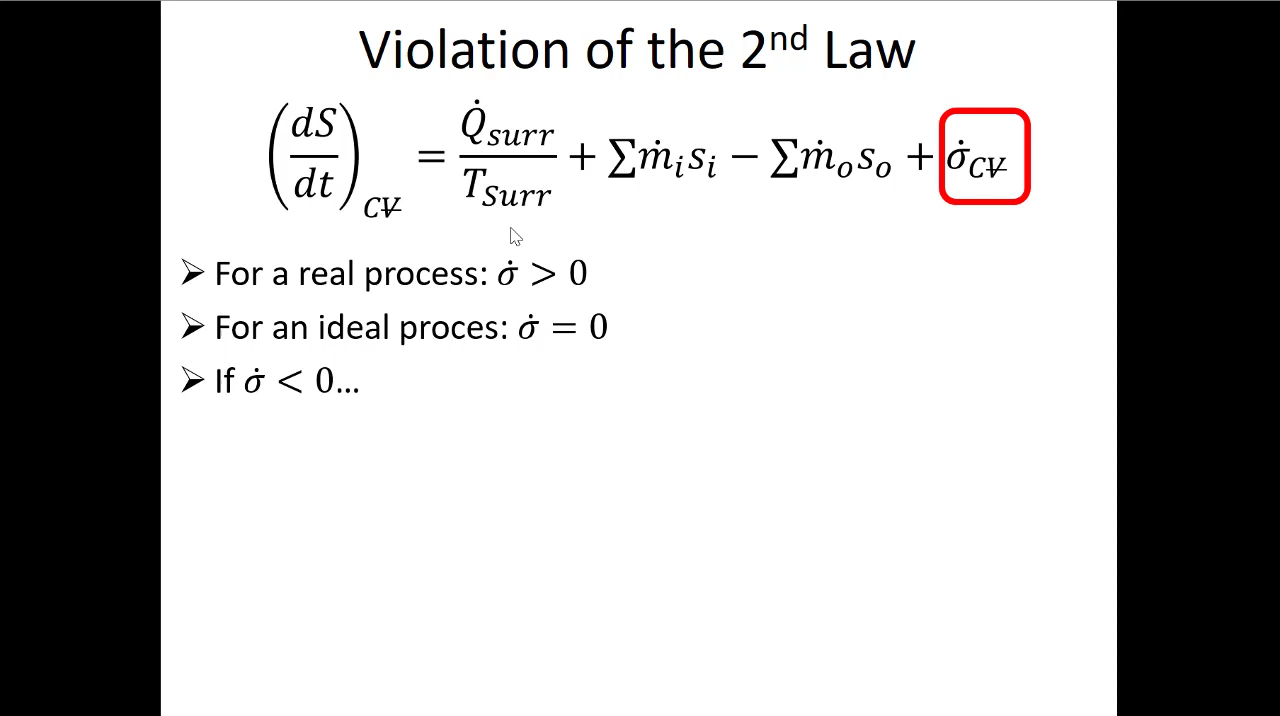 Violation of the 2nd Law
(dS/dt)_CV̶ = Q̇_surr/T_Surr + ∑ṁ_i s_i − ∑ṁ_o s_o + σ̇_CV̶
➢ For a real process: σ̇ > 0
➢ For an ideal proces: σ̇ = 0
➢ If σ̇ < 0…